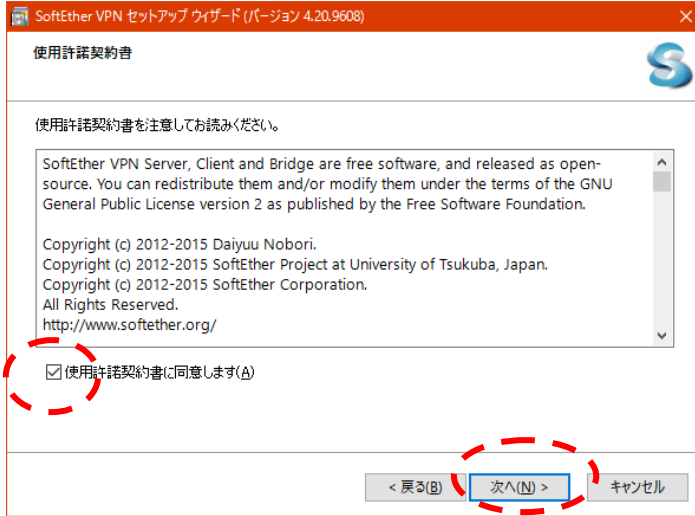 SoftEther VPN セットアップ ウィザード (バージョン 4.20.9608)
使用許諾契約書
使用許諾契約書を注意してお読みください。
SoftEther VPN Server, Client and Bridge are free software, and released as open-
source. You can redistribute them and/or modify them under the terms of the GNU
General Public License version 2 as published by the Free Software Foundation.
Copyright (c) 2012-2015 Daiyuu Nobori.
Copyright (c) 2012-2015 SoftEther Project at University of Tsukuba, Japan.
Copyright (c) 2012-2015 SoftEther Corporation.
All Rights Reserved.
http://www.softether.org/
使用許諾契約書に同意します(A)
< 戻る(B) 次へ(N) > キャンセル